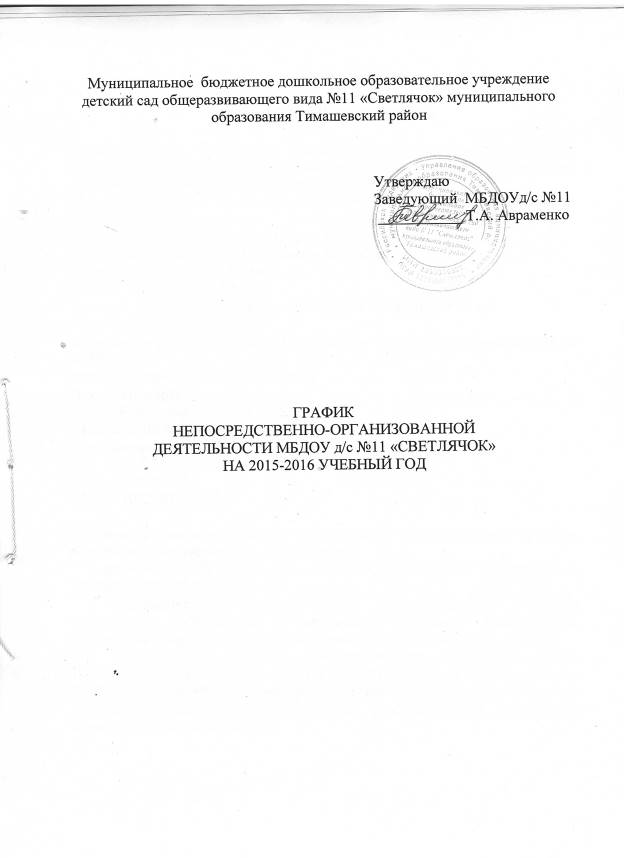 Муниципальное бюджетное дошкольное образовательное учреждение
детский сад общеразвивающего вида №11 «Светлячок» муниципального
образования Тимашевский район
Утверждаю
Заведующий МБДОУд/с №11
Т.А. Авраменко
ГРАФИК
НЕПОСРЕДСТВЕННО-ОРГАНИЗОВАННОЙ
ДЕЯТЕЛЬНОСТИ МБДОУ д/с №11 «СВЕТЛЯЧОК»
НА 2015-2016 УЧЕБНЫЙ ГОД